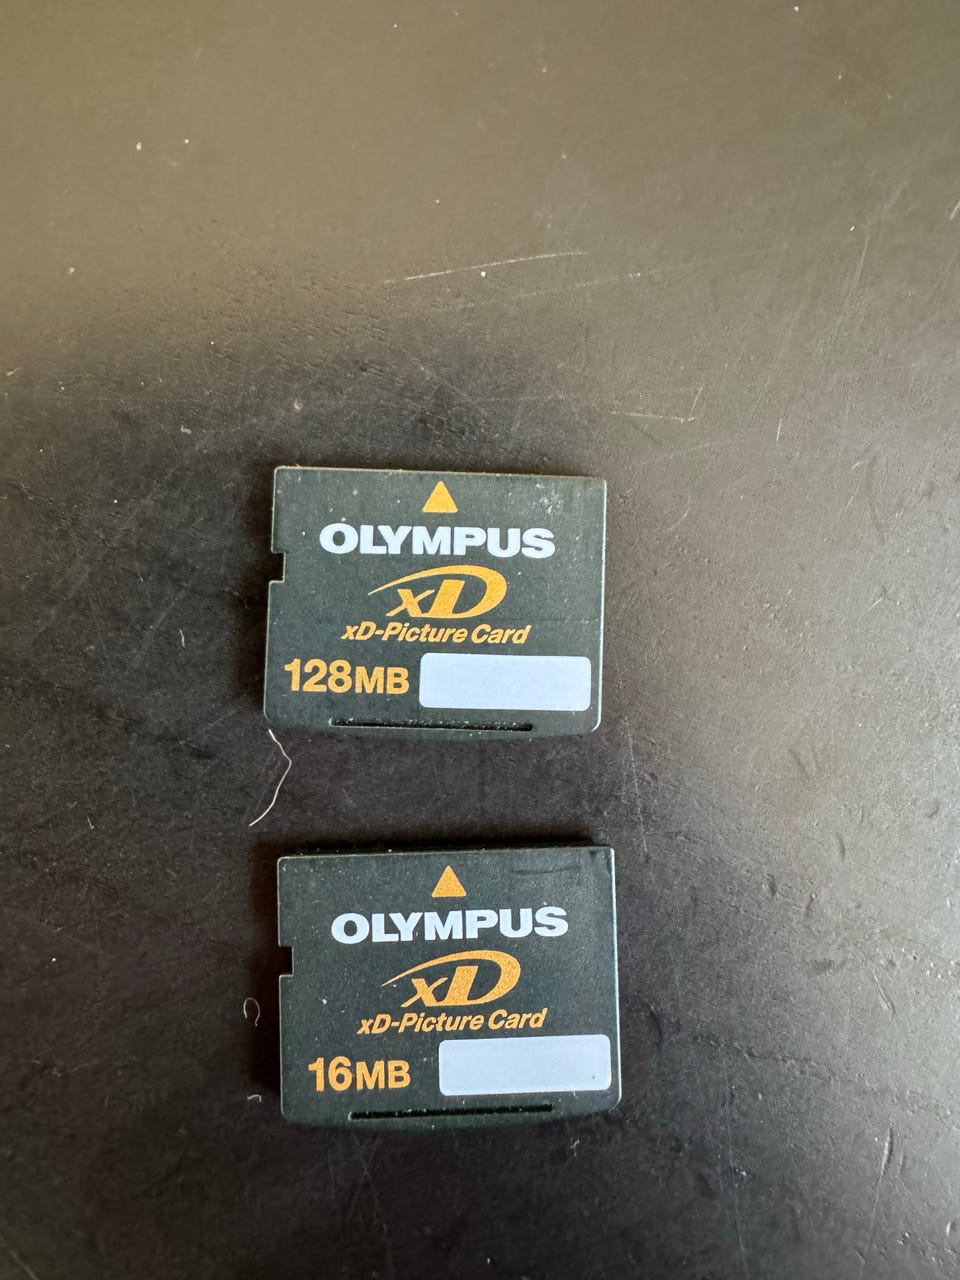 OLYMPUS
xD
xD-Picture Card
128MB
OLYMPUS
xD
xD-Picture Card
16MB